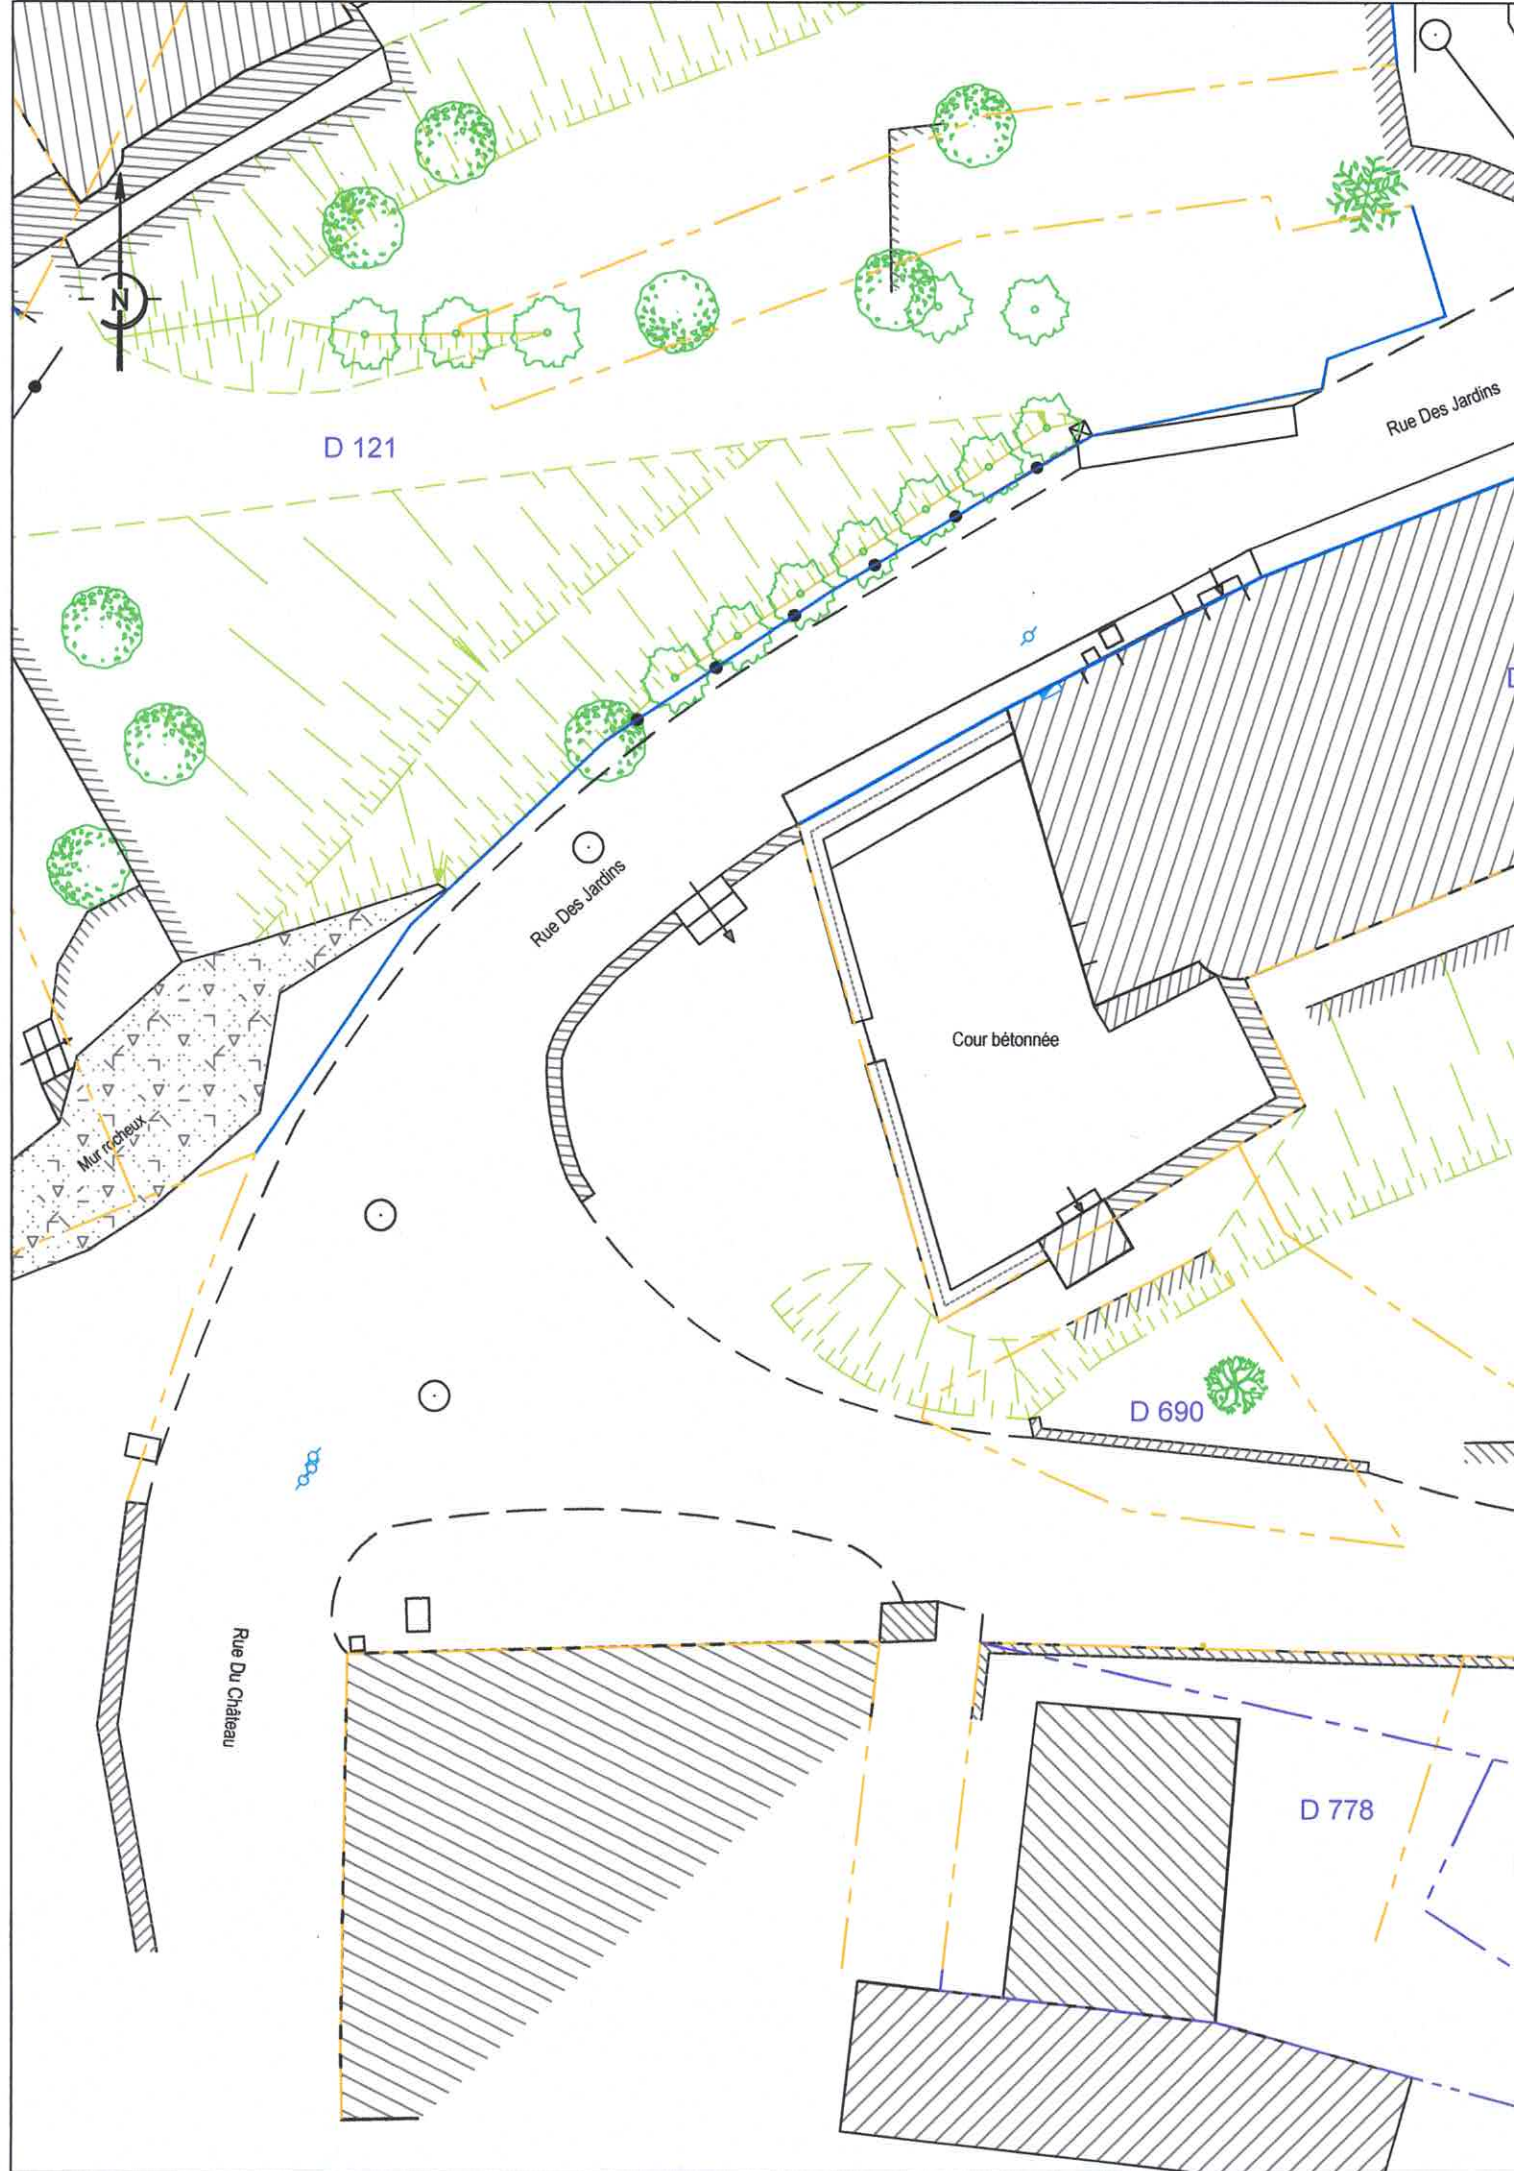 N
D 121
Rue Des Jardins
Rue Des Jardins
Cour bétonnée
Mur rocheux
D 690
Rue Du Château
D 778